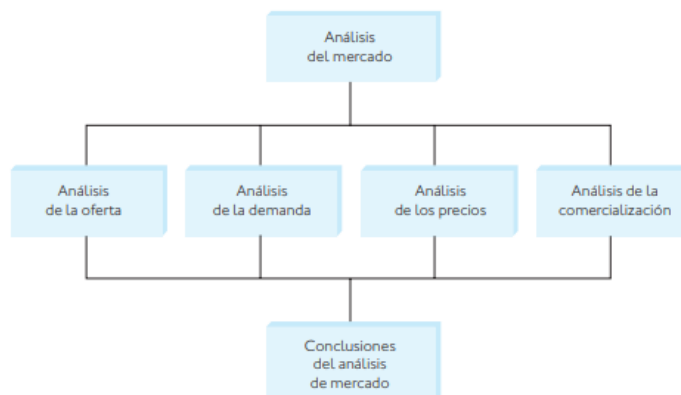 Análisis
del mercado
Análisis
de la oferta
Análisis
de la demanda
Análisis
de los precios
Análisis de la
comercialización
Conclusiones
del análisis
de mercado